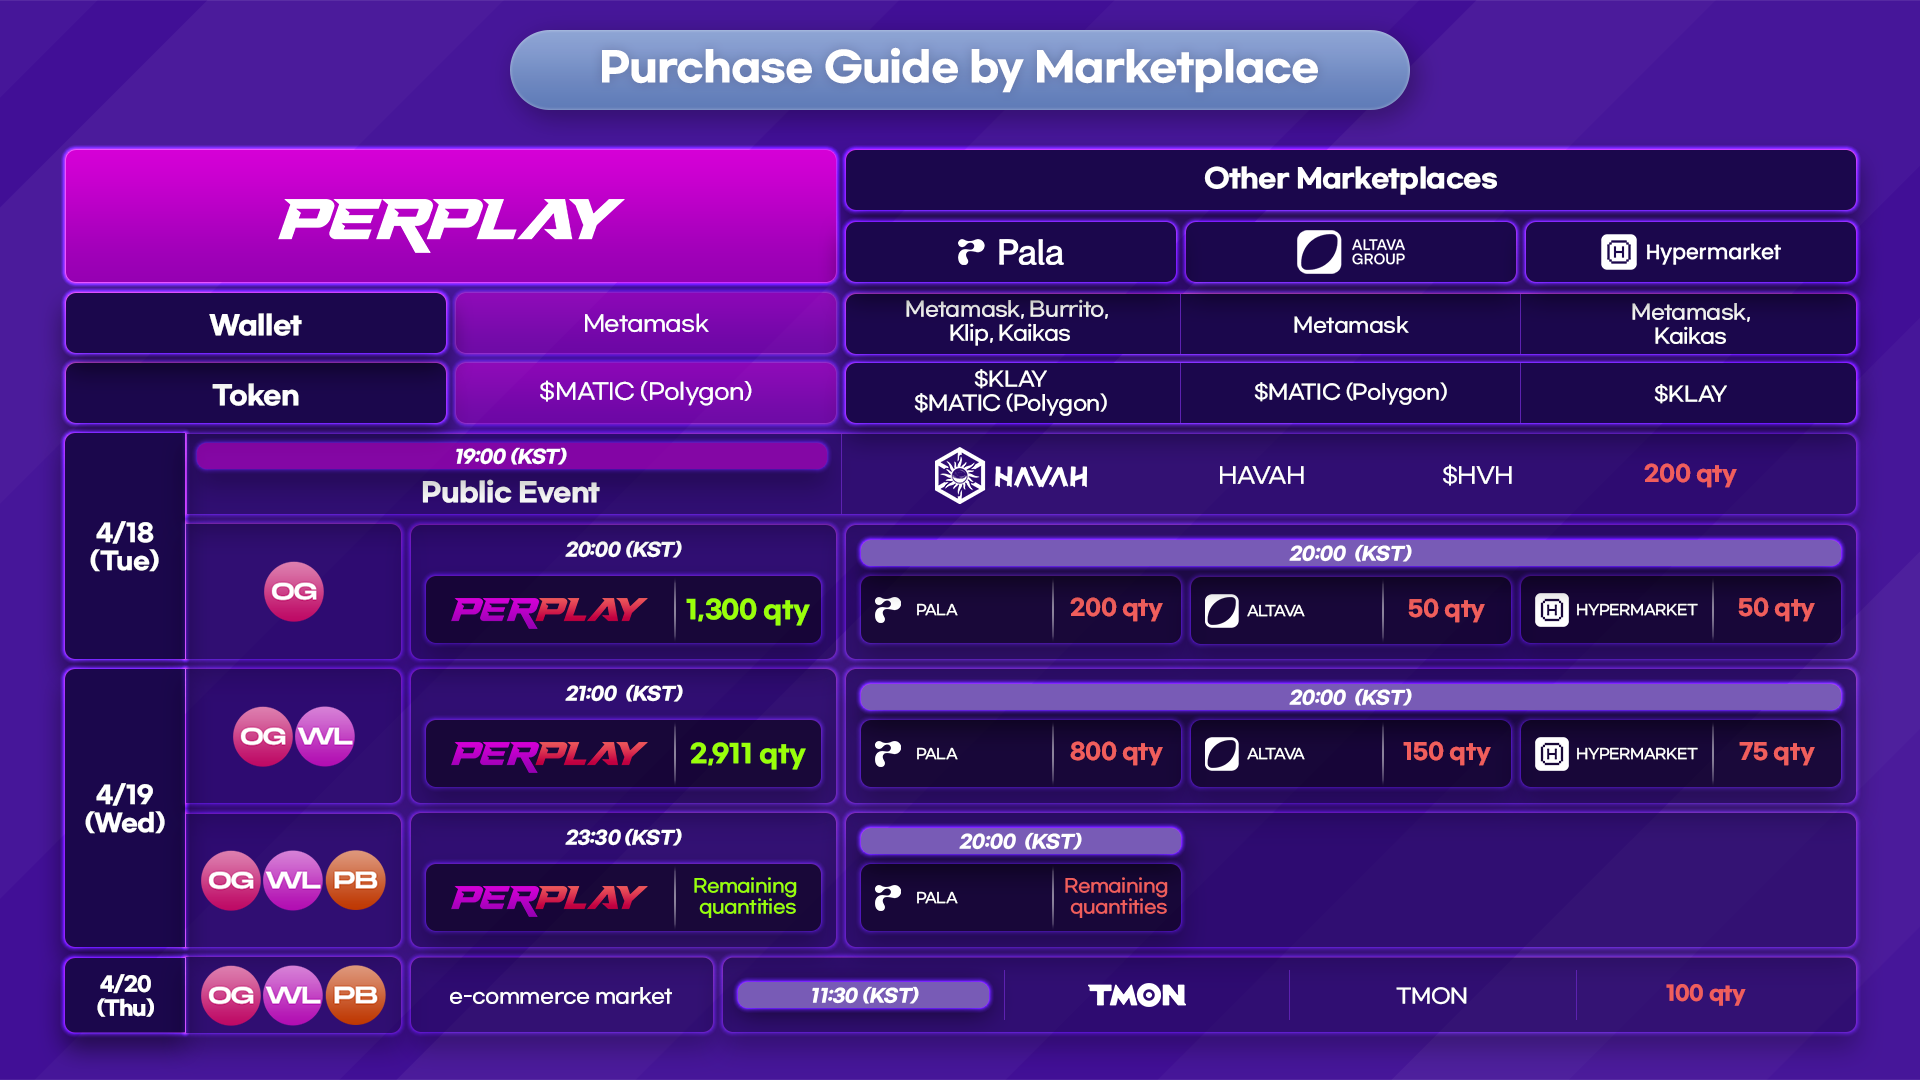 Purchase Guide by Marketplace
PERPLAY
Other Marketplaces
Pala
ALTAVA
GROUP
Hypermarket
Wallet
Metamask
Metamask, Burrito,
Klip, Kaikas
Metamask
Metamask,
Kaikas
Token
$MATIC (Polygon)
$KLAY
$MATIC (Polygon)
$MATIC (Polygon)
$KLAY
4/18
(Tue)
19:00 (KST)
Public Event
HAVAH
HAVAH
$HVH
200 qty
OG
20:00 (KST)
PERPLAY
1,300 qty
20:00 (KST)
PALA
200 qty
ALTAVA
50 qty
H
HYPERMARKET
50 qty
4/19
(Wed)
OG
WL
21:00 (KST)
PERPLAY
2,911 qty
20:00 (KST)
PALA
800 qty
ALTAVA
150 qty
H
HYPERMARKET
75 qty
OG
WL
PB
23:30 (KST)
PERPLAY
Remaining
quantities
20:00 (KST)
PALA
Remaining
quantities
4/20
(Thu)
OG
WL
PB
e-commerce market
11:30 (KST)
TMON
TMON
100 qty